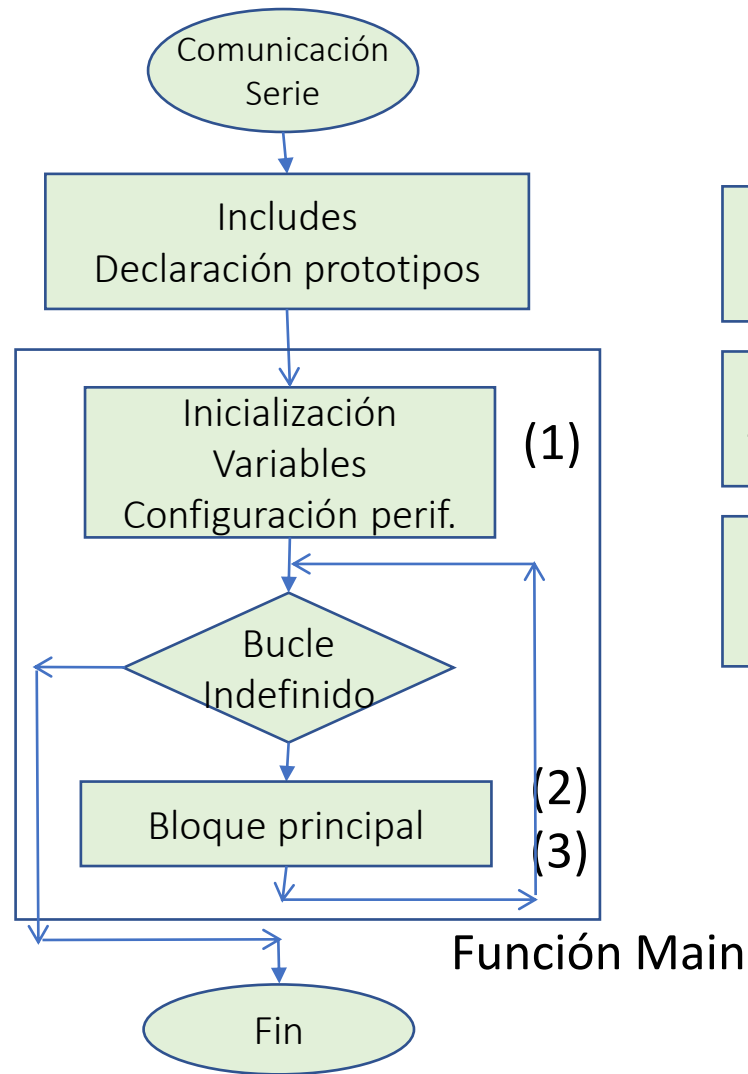 Comunicación
Serie
Includes
Declaración prototipos
Inicialización
Variables
Configuración perif.
(1)
Bucle
Indefinido
Bloque principal
(2)
(3)
Función Main
Fin